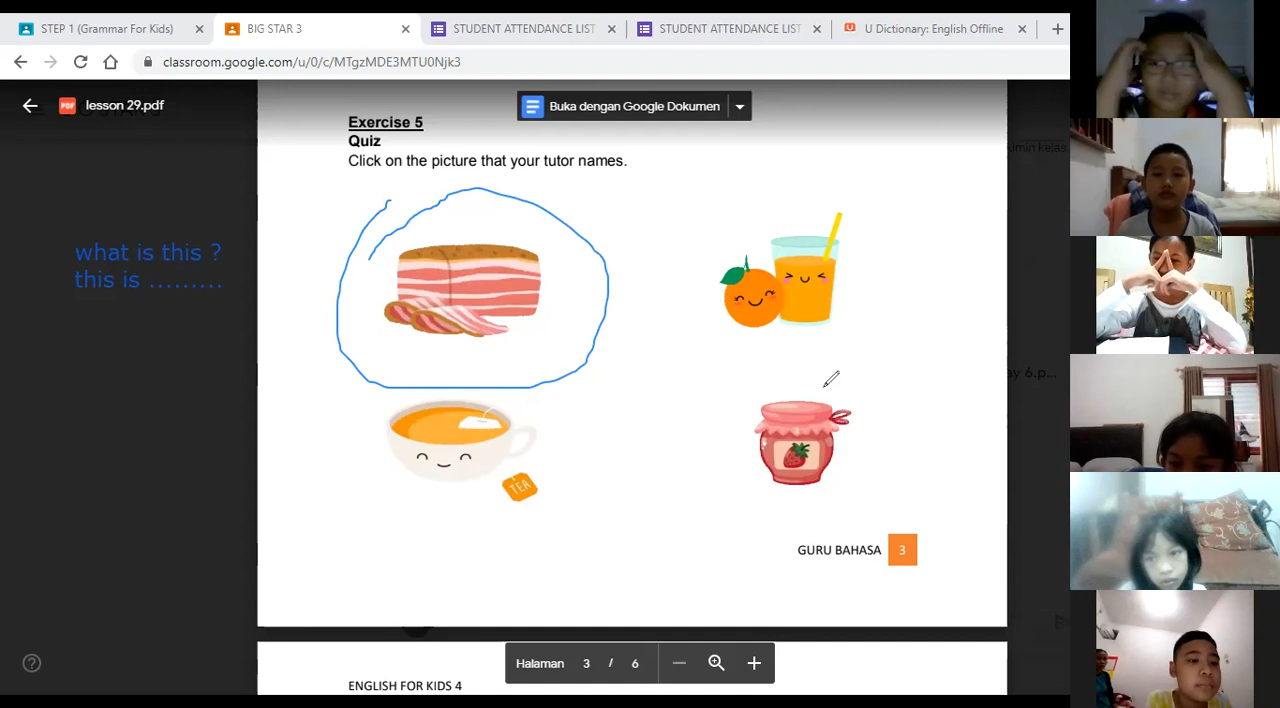 STEP 1 (Grammar For Kids)
BIG STAR 3
STUDENT ATTENDANCE LIST
STUDENT ATTENDANCE LIST
U Dictionary: English Offline
classroom.google.com/u/0/c/MTgzMDE3MTU0Njk3
PDF
lesson 29.pdf
Buka dengan Google Dokumen
Exercise 5
Quiz
Click on the picture that your tutor names.
what is this ?
this is .........
TEA
GURU BAHASA 3
Halaman 3 / 6
ENGLISH FOR KIDS 4